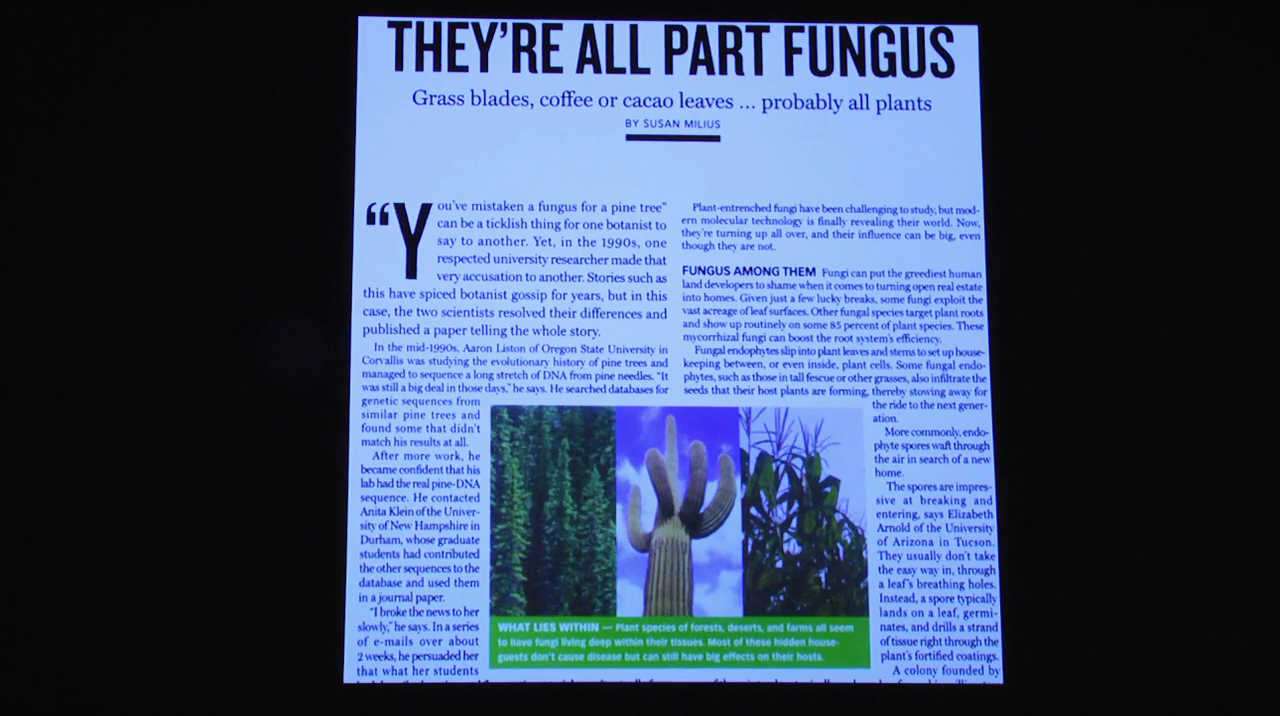 THEY'RE ALL PART FUNGUS
Grass blades, coffee or cacao leaves ... probably all plants
BY SUSAN MILIUS
“You've mistaken a fungus for a pine tree”
can be a ticklish thing for one botanist to
say to another. Yet, in the 1990s, one
respected university researcher made that
very accusation to another. Stories such as
this have spiced botanist gossip for years, but in this
case, the two scientists resolved their differences and
published a paper telling the whole story.
In the mid-1990s, Aaron Liston of Oregon State University in
Corvallis was studying the evolutionary history of pine trees and
managed to sequence a long stretch of DNA from pine needles. “It
was still a big deal in those days,” he says. He searched databases for
genetic sequences from
similar pine trees and
found some that didn't
match his results at all.
After more work, he
became confident that his
lab had the real pine-DNA
sequence. He contacted
Anita Klein of the Univer-
sity of New Hampshire in
Durham, whose graduate
students had contributed
the other sequences to the
database and used them
in a journal paper.
“I broke the news to her
slowly,” he says. In a series
of e-mails over about
2 weeks, he persuaded her
that what her students
Plant-entrenched fungi have been challenging to study, but mod-
ern molecular technology is finally revealing their world. Now,
they're turning up all over, and their influence can be big, even
though they are not.
FUNGUS AMONG THEM Fungi can put the greediest human
land developers to shame when it comes to turning open real estate
into homes. Given just a few lucky breaks, some fungi exploit the
vast acreage of leaf surfaces. Other fungal species target plant roots
and show up routinely on some 85 percent of plant species. These
mycorrhizal fungi can boost the root system's efficiency.
Fungal endophytes slip into plant leaves and stems to set up house-
keeping between, or even inside, plant cells. Some fungal endo-
phytes, such as those in tall fescue or other grasses, also infiltrate the
seeds that their host plants are forming, thereby stowing away for
the ride to the next gener-
ation.
More commonly, endo-
phyte spores waft through
the air in search of a new
home.
The spores are impres-
sive at breaking and
entering, says Elizabeth
Arnold of the University
of Arizona in Tucson.
They usually don't take
the easy way in, through
a leaf's breathing holes.
Instead, a spore typically
lands on a leaf, germi-
nates, and drills a strand
of tissue right through the
plant's fortified coatings.
A colony founded by
WHAT LIES WITHIN — Plant species of forests, deserts, and farms all seem
to have fungi living deep within their tissues. Most of these hidden house-
guests don't cause disease but can still have big effects on their hosts.